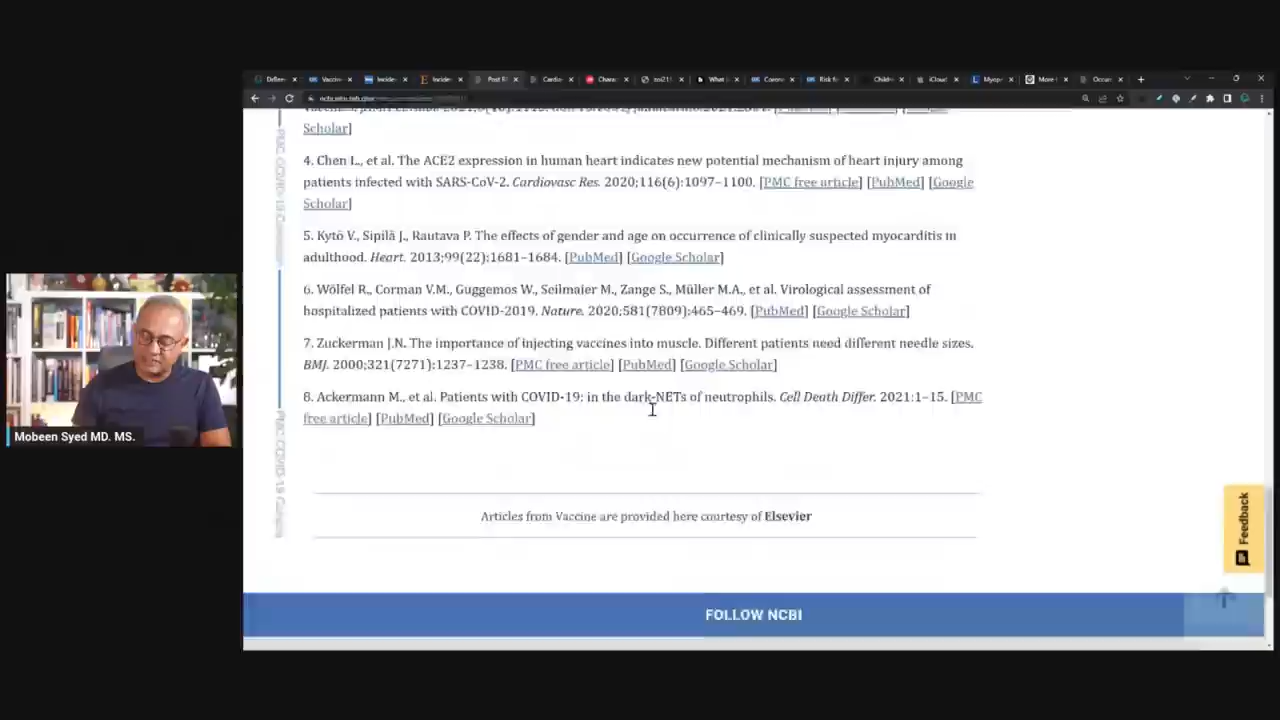 Scholar]
4. Chen L., et al. The ACE2 expression in human heart indicates new potential mechanism of heart injury among
patients infected with SARS-CoV-2. Cardiovasc Res. 2020;116(6):1097–1100. [PMC free article] [PubMed] [Google
Scholar]
5. Kytö V., Sipilä J., Rautava P. The effects of gender and age on occurrence of clinically suspected myocarditis in
adulthood. Heart. 2013;99(22):1681–1684. [PubMed] [Google Scholar]
6. Wölfel R., Corman V.M., Guggemos W., Seilmaier M., Zange S., Müller M.A., et al. Virological assessment of
hospitalized patients with COVID-2019. Nature. 2020;581(7809):465–469. [PubMed] [Google Scholar]
7. Zuckerman J.N. The importance of injecting vaccines into muscle. Different patients need different needle sizes.
BMJ. 2000;321(7271):1237–1238. [PMC free article] [PubMed] [Google Scholar]
8. Ackermann M., et al. Patients with COVID-19: in the dark-NETs of neutrophils. Cell Death Differ. 2021:1–15. [PMC
free article] [PubMed] [Google Scholar]
Articles from Vaccine are provided here courtesy of Elsevier
FOLLOW NCBI
Feedback
Mobeen Syed MD. MS.